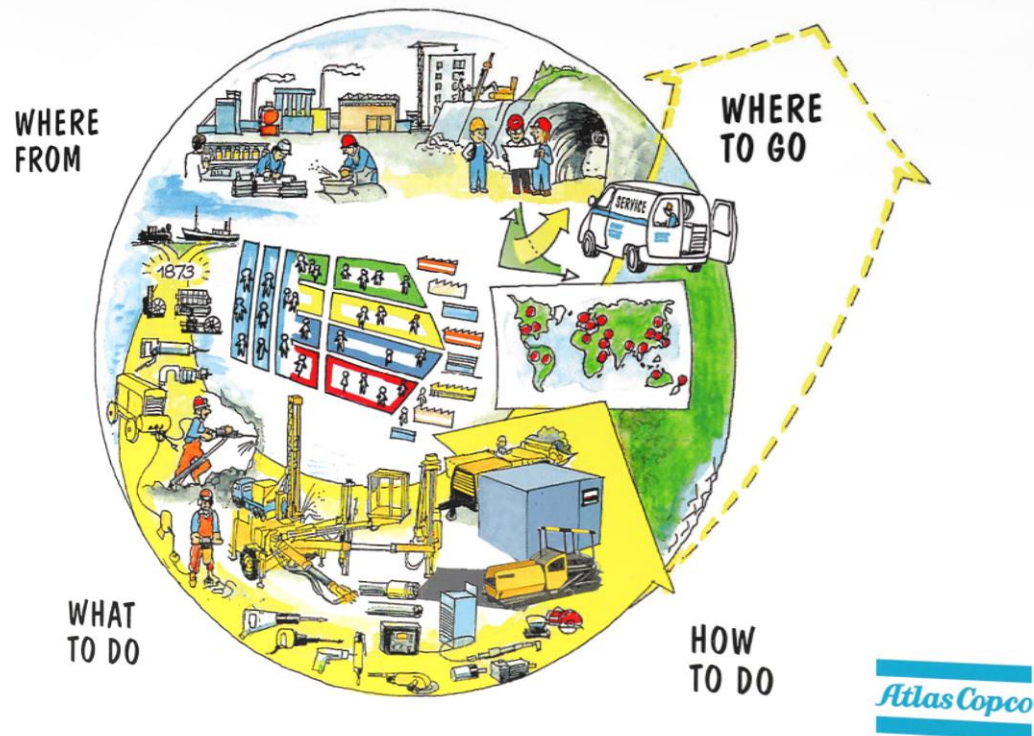 WHERE
FROM
WHERE
TO GO
SERVICE
1873
WHAT
TO DO
HOW
TO DO
Atlas Copco